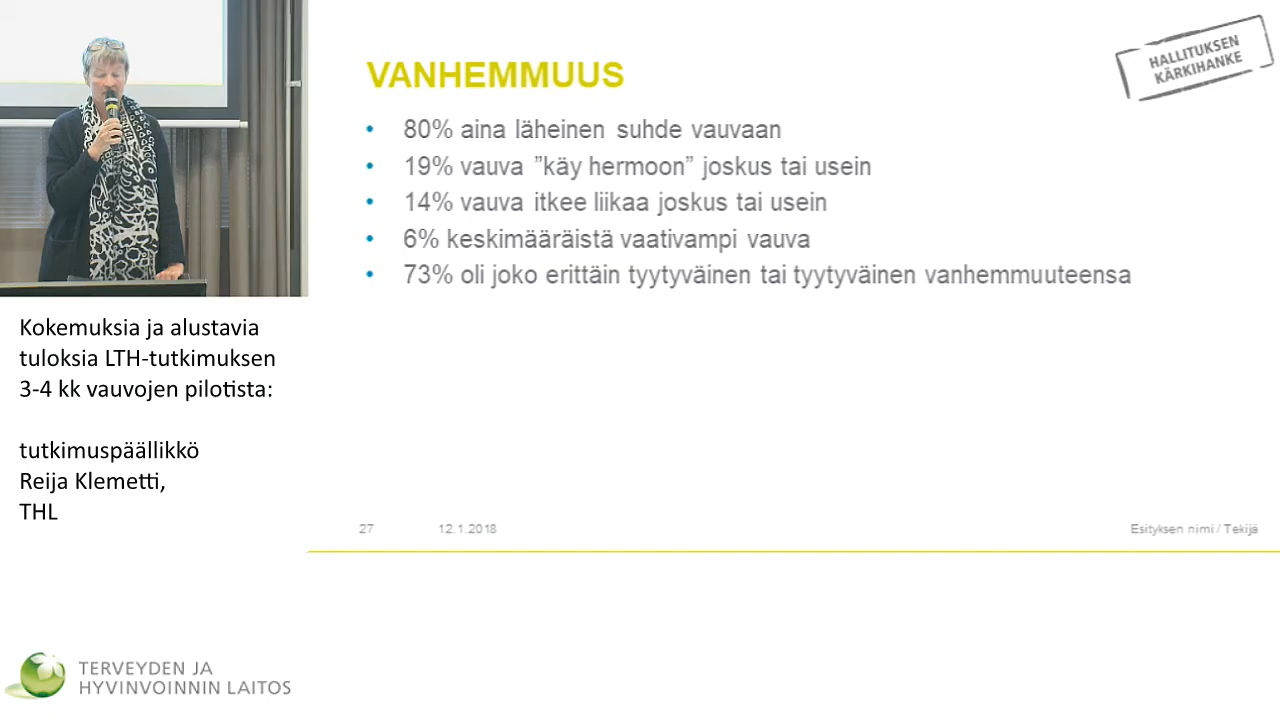 HALLITUKSEN
KÄRKIHANKE
VANHEMMUUS
• 80% aina läheinen suhde vauvaan
• 19% vauva ”käy hermoon” joskus tai usein
• 14% vauva itkee liikaa joskus tai usein
• 6% keskimääräistä vaativampi vauva
• 73% oli joko erittäin tyytyväinen tai tyytyväinen vanhemmuuteensa
Kokemuksia ja alustavia
tuloksia LTH-tutkimuksen
3-4 kk vauvojen pilotista:
tutkimuspäällikkö
Reija Klemetti,
THL
27 12.1.2018 Esityksen nimi / Tekijä
TERVEYDEN JA
HYVINVOINNIN LAITOS